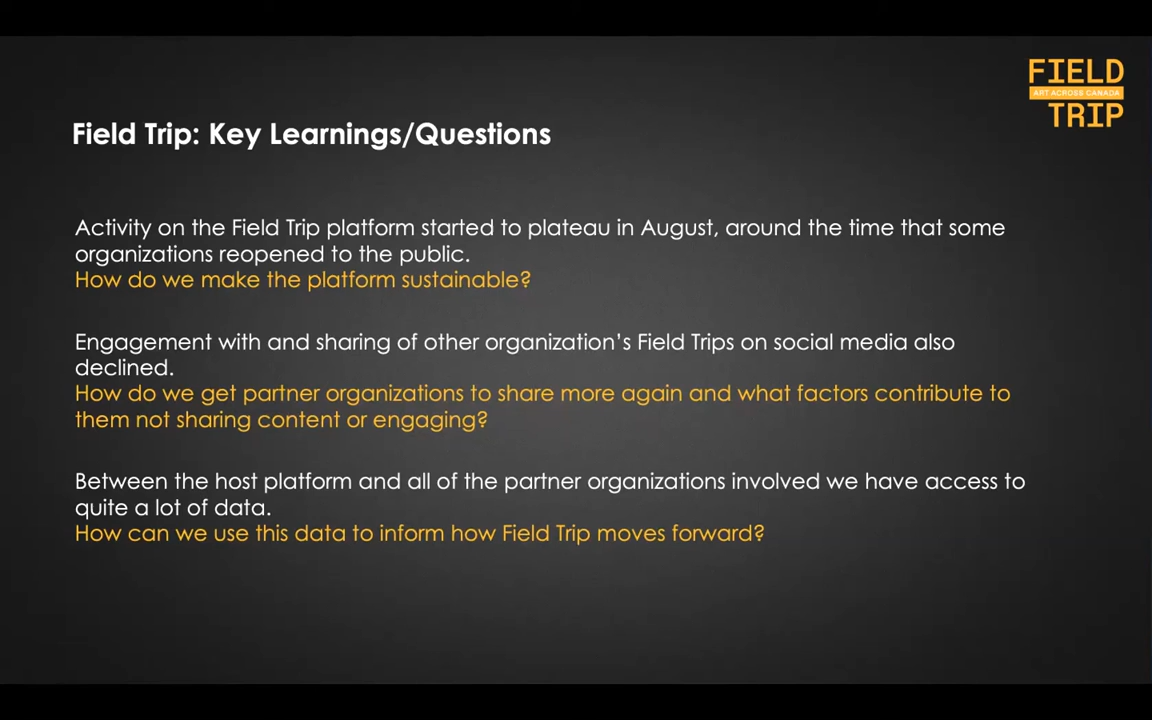 FIELD
ART ACROSS CANADA
TRIP
Field Trip: Key Learnings/Questions
Activity on the Field Trip platform started to plateau in August, around the time that some
organizations reopened to the public.
How do we make the platform sustainable?
Engagement with and sharing of other organization’s Field Trips on social media also
declined.
How do we get partner organizations to share more again and what factors contribute to
them not sharing content or engaging?
Between the host platform and all of the partner organizations involved we have access to
quite a lot of data.
How can we use this data to inform how Field Trip moves forward?